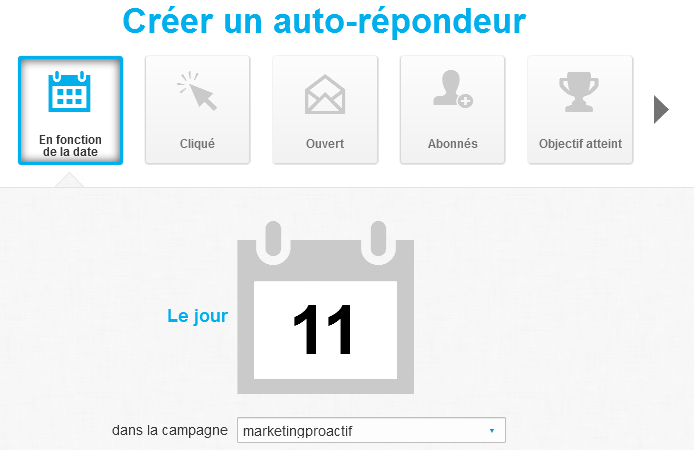 Créer un auto-répondeur
En fonction
de la date
Cliqué
Ouvert
Abonnés
Objectif atteint
Le jour
11
dans la campagne
marketingproactif